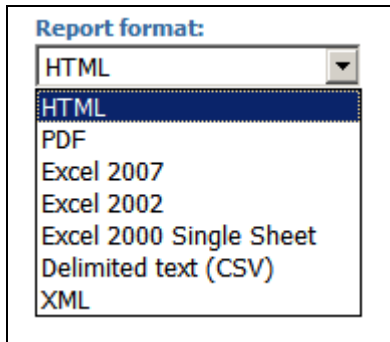 Report format:
HTML
HTML
PDF
Excel 2007
Excel 2002
Excel 2000 Single Sheet
Delimited text (CSV)
XML